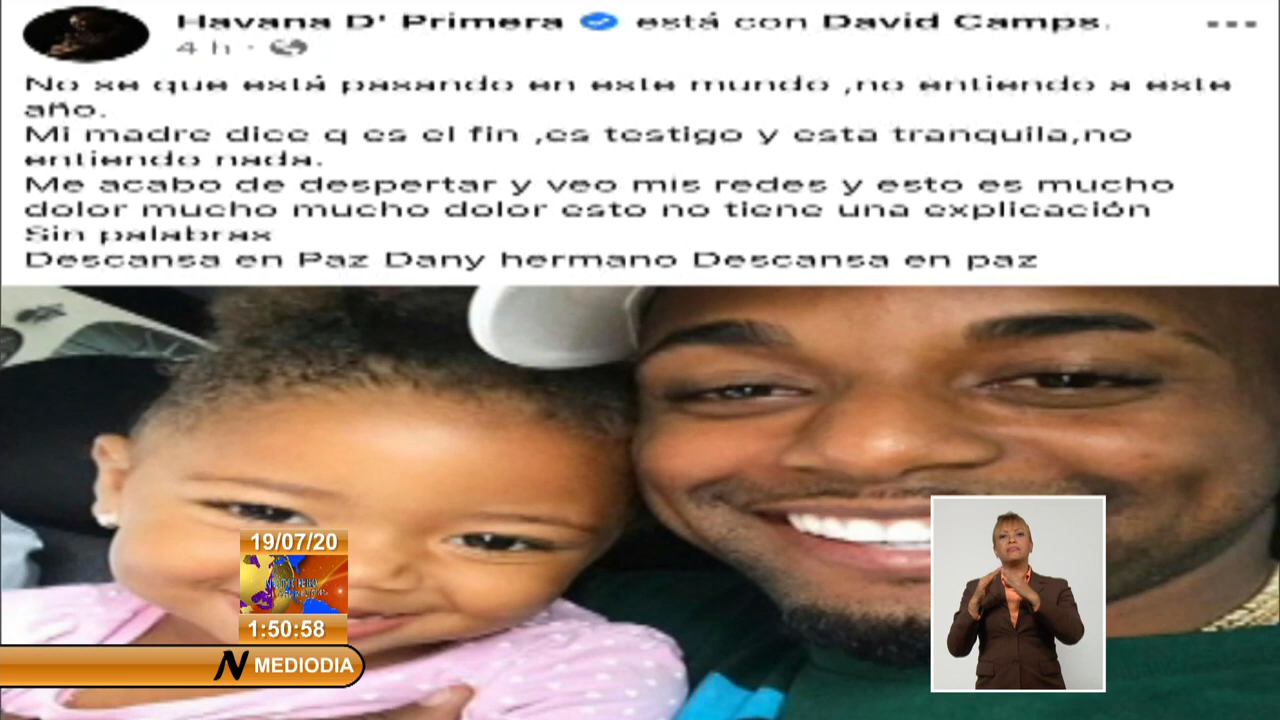 Havana D' Primera está con David Camps.
4 h ·
No se que está pasando en este mundo ,no entiendo a este
año.
Mi madre dice q es el fin ,es testigo y esta tranquila,no
entiendo nada.
Me acabo de despertar y veo mis redes y esto es mucho
dolor mucho mucho dolor esto no tiene una explicación
Sin palabras
Descansa en Paz Dany hermano Descansa en paz
19/07/20
1:50:58
N MEDIODIA